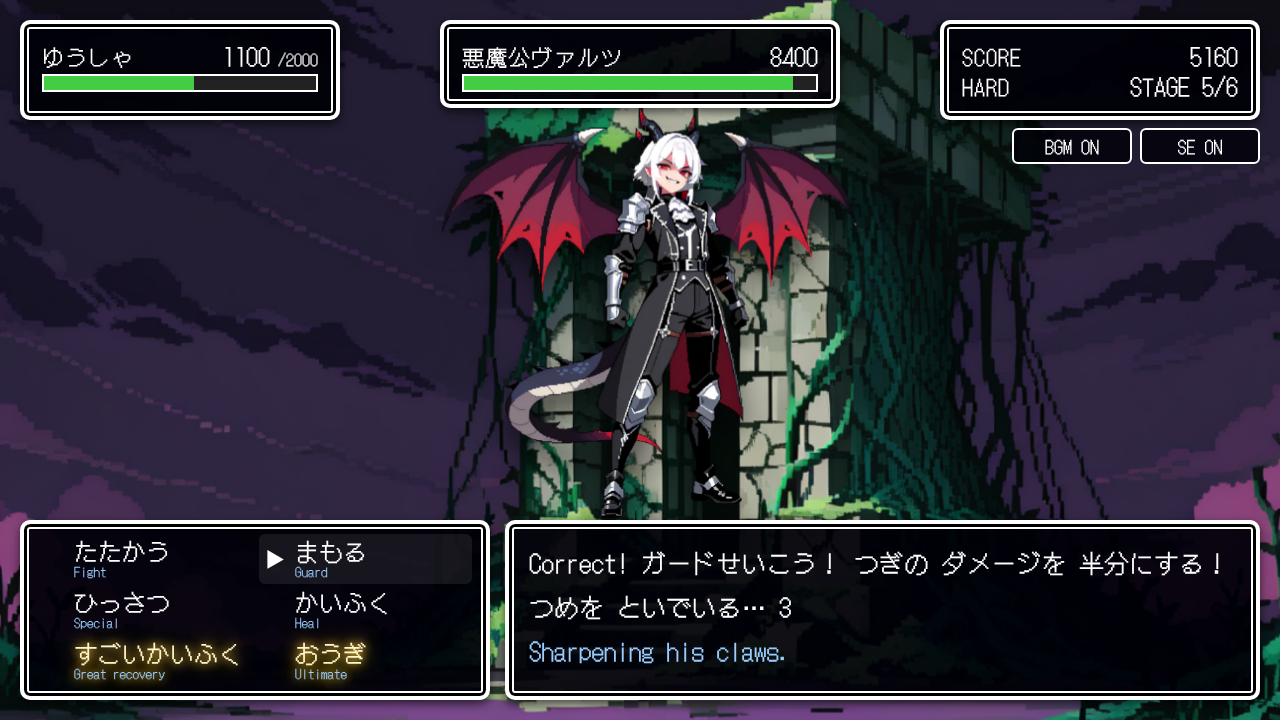 ゆうしゃ 1100 /2000
悪魔公ヴァルツ 8400
SCORE 5160
HARD STAGE 5/6
BGM ON SE ON
たたかう まもる
Fight Guard
ひっさつ かいふく
Special Heal
すごいかいふく おうぎ
Great recovery Ultimate
Correct! ガードせいこう! つぎの ダメージを 半分にする!
つめを といでいる… 3
Sharpening his claws.